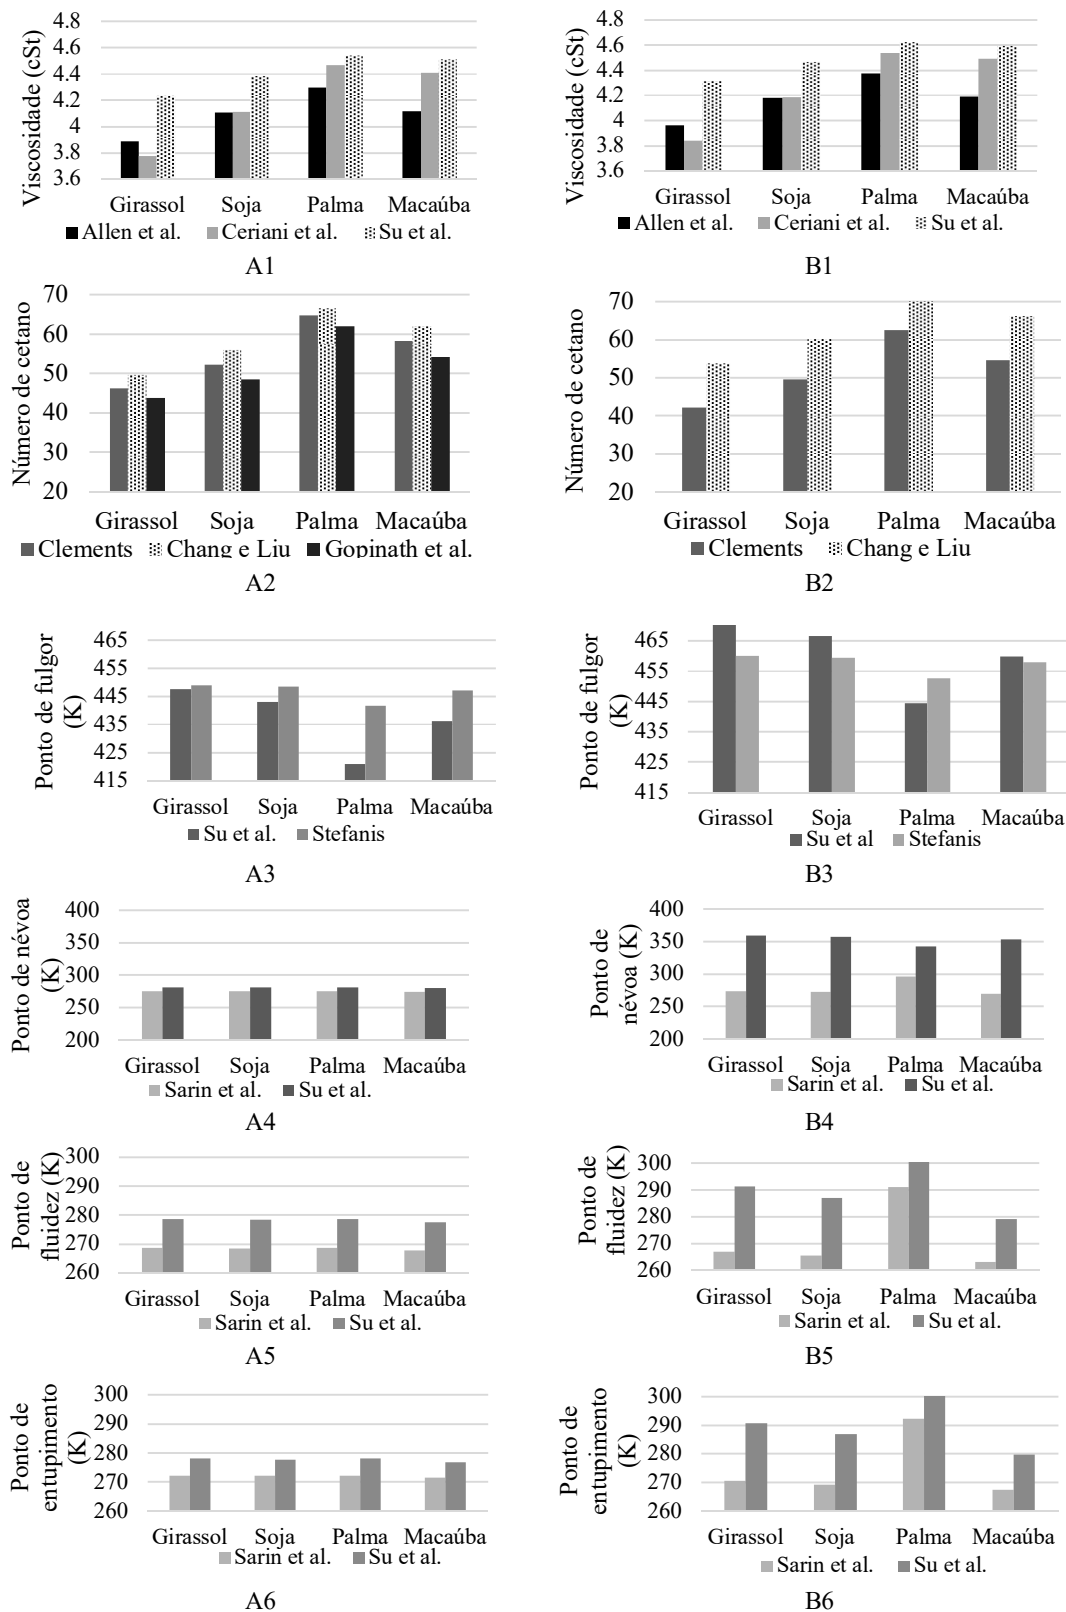 Viscosidade (cSt)
4.8
4.6
4.4
4.2
4
3.8
3.6
Girassol Soja Palma Macaúba
Allen et al. Ceriani et al. Su et al.
A1
Viscosidade (cSt)
4.8
4.6
4.4
4.2
4
3.8
3.6
Girassol Soja Palma Macaúba
Allen et al. Ceriani et al. Su et al.
B1
Número de cetano
70
60
50
40
30
20
Girassol Soja Palma Macaúba
Clements Chang e Liu Gopinath et al.
A2
Número de cetano
70
60
50
40
30
20
Girassol Soja Palma Macaúba
Clements Chang e Liu
B2
Ponto de fulgor
(K)
465
445
425
415
Girassol Soja Palma Macaúba
Su et al. Stefanis
A3
Ponto de fulgor
(K)
465
455
445
435
425
415
Girassol Soja Palma Macaúba
Su et al Stefanis
B3
Ponto de névoa
(K)
400
350
300
250
200
Girassol Soja Palma Macaúba
Sarin et al. Su et al.
A4
Ponto de
névoa (K)
400
350
300
250
200
Girassol Soja Palma Macaúba
Sarin et al. Su et al.
B4
Ponto de
fluidez (K)
300
290
280
270
260
Girassol Soja Palma Macaúba
Sarin et al. Su et al.
A5
Ponto de
fluidez (K)
300
290
280
270
260
Girassol Soja Palma Macaúba
Sarin et al. Su et al.
B5
Ponto de
entupimento
(K)
300
290
280
270
260
Girassol Soja Palma Macaúba
Sarin et al. Su et al.
A6
Ponto de
entupimento
(K)
300
290
280
270
260
Girassol Soja Palma Macaúba
Sarin et al. Su et al.
B6